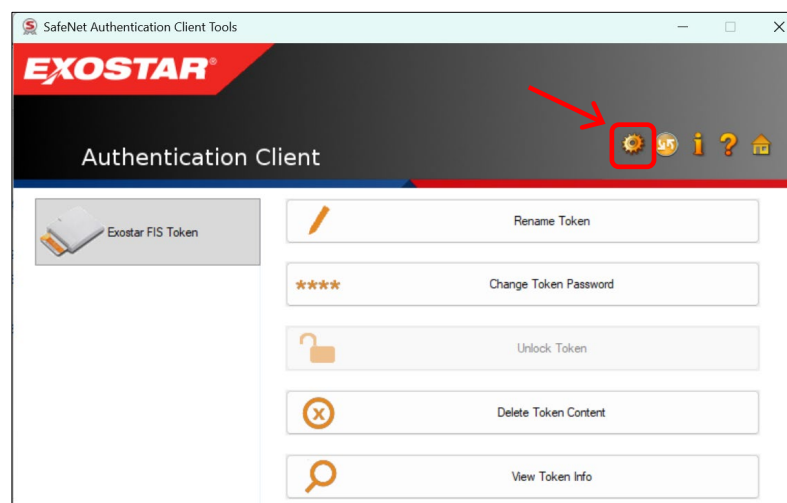 SafeNet Authentication Client Tools
EXOSTAR®
Authentication Client
Exostar FIS Token
Rename Token
**** Change Token Password
Unlock Token
Delete Token Content
View Token Info